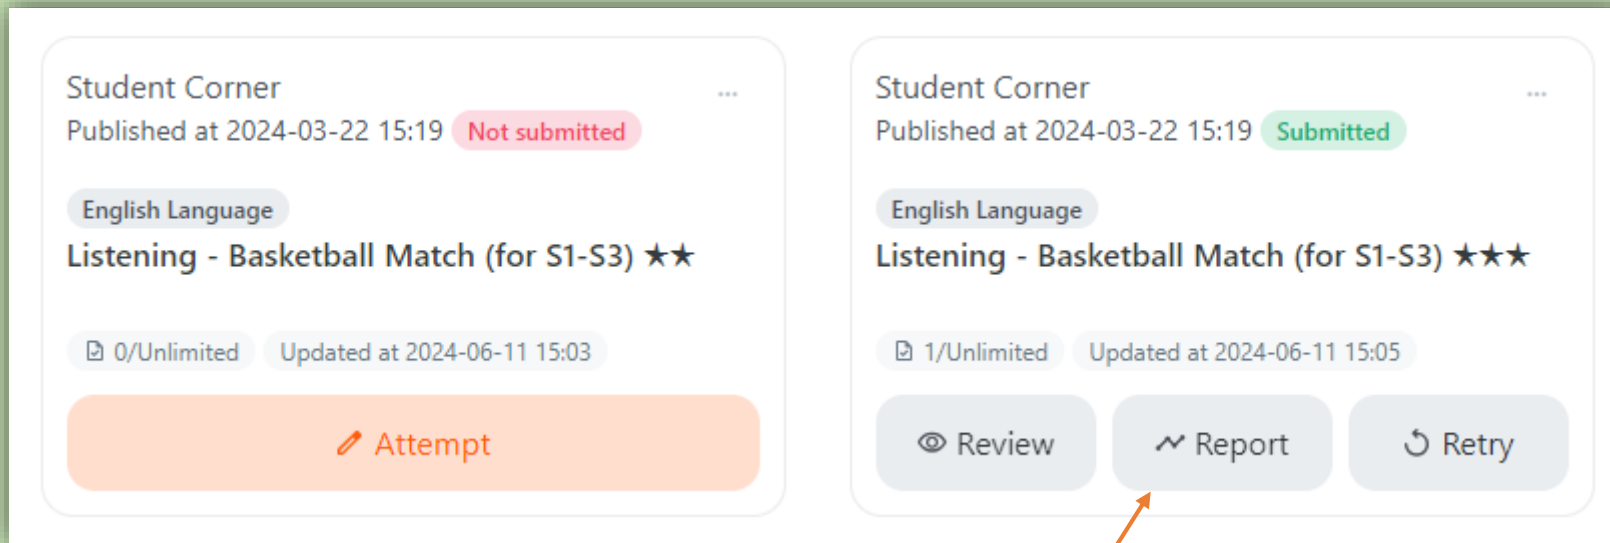 Student Corner
...
Published at 2024-03-22 15:19 Not submitted
English Language
Listening - Basketball Match (for S1-S3) ★★
0/Unlimited Updated at 2024-06-11 15:03
Attempt
Student Corner
...
Published at 2024-03-22 15:19 Submitted
English Language
Listening - Basketball Match (for S1-S3) ★★★
1/Unlimited Updated at 2024-06-11 15:05
Review Report Retry